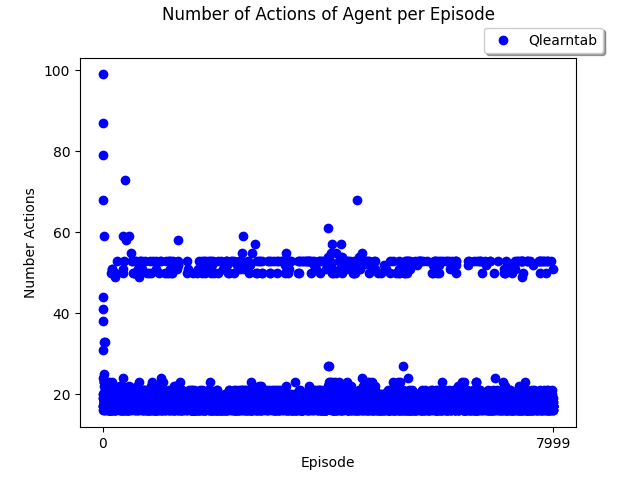 Number of Actions of Agent per Episode
Qlearntab
100
80
60
40
20
Number Actions
0
7999
Episode